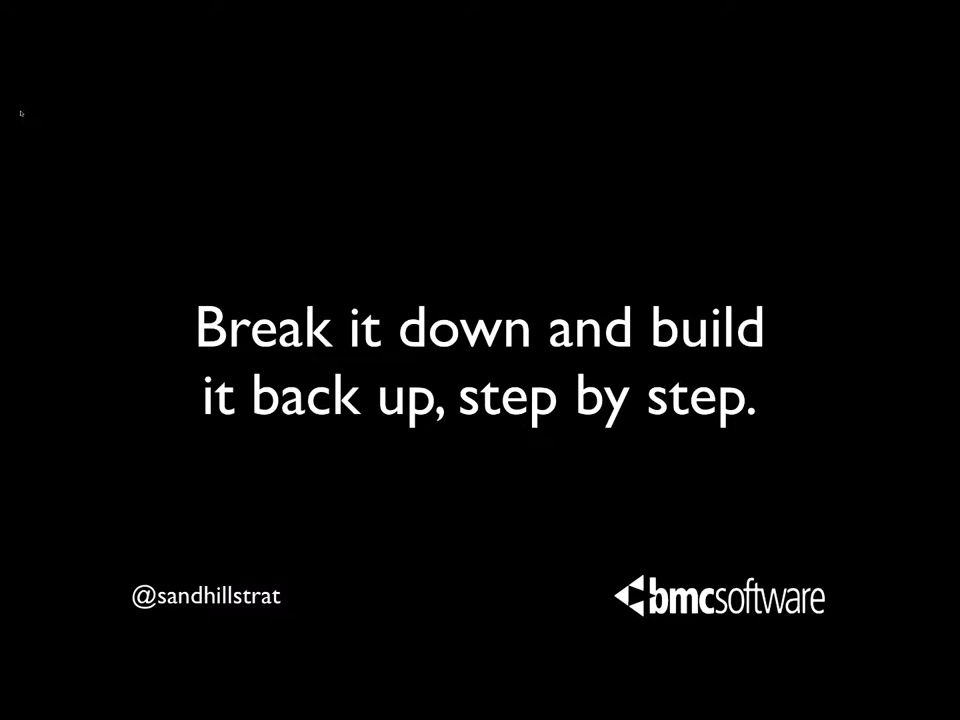 Break it down and build
it back up, step by step.
@sandhillstrat
bmcsoftware